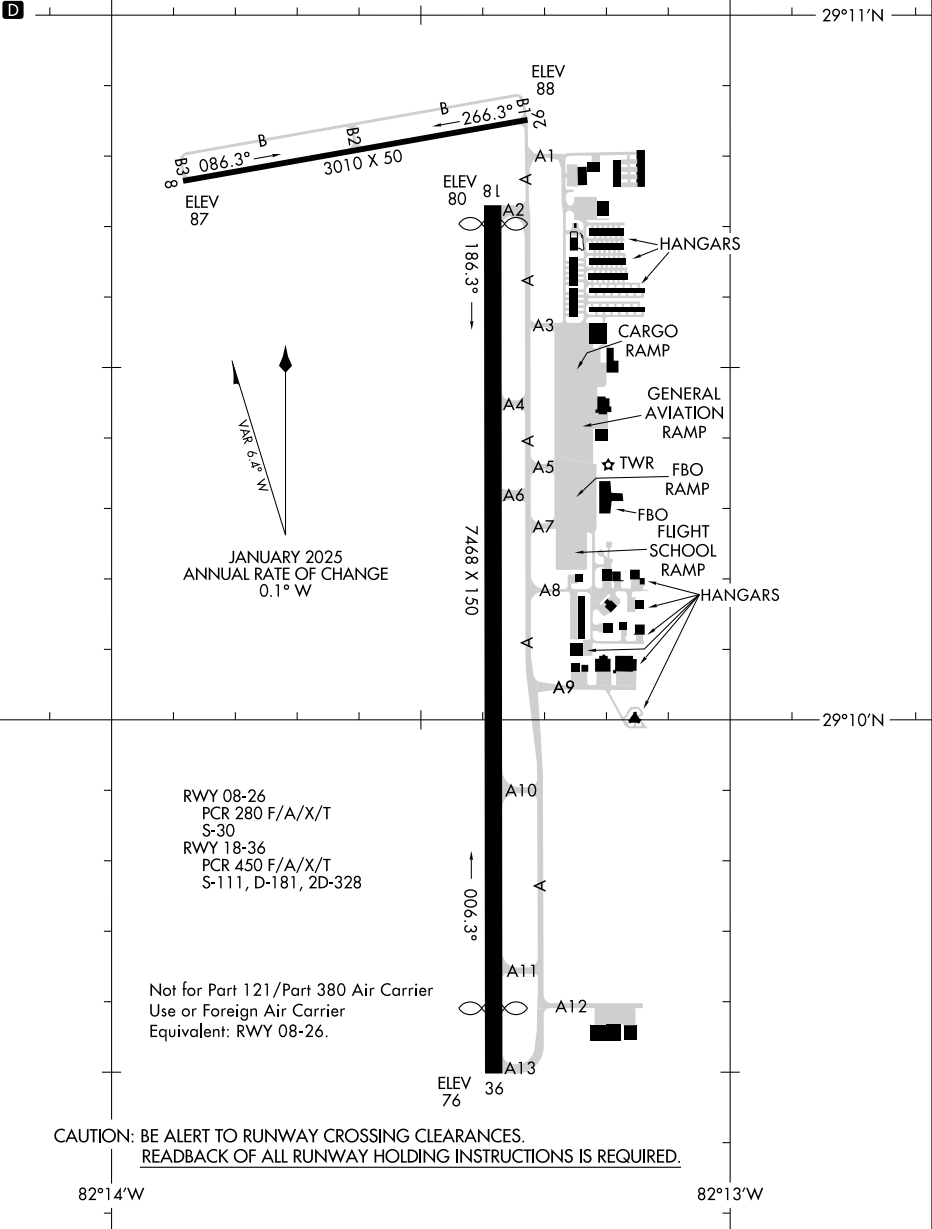 D
29°11'N
ELEV
88
B
266.3°
B1
26
B
B2
086.3°
B3
8
3010 X 50
ELEV
87
A1
A
ELEV
80
18
A2
HANGARS
186.3°
A
A3
CARGO
RAMP
GENERAL
AVIATION
RAMP
A4
A
A5
TWR
FBO
RAMP
A6
FBO
A7
FLIGHT
SCHOOL
RAMP
VAR 6.4° W
JANUARY 2025
ANNUAL RATE OF CHANGE
0.1° W
7468 X 150
A8
HANGARS
A
A9
29°10'N
RWY 08-26
PCR 280 F/A/X/T
S-30
RWY 18-36
PCR 450 F/A/X/T
S-111, D-181, 2D-328
A10
A
006.3°
A11
Not for Part 121/Part 380 Air Carrier
Use or Foreign Air Carrier
Equivalent: RWY 08-26.
A12
A13
ELEV
76
36
CAUTION: BE ALERT TO RUNWAY CROSSING CLEARANCES.
READBACK OF ALL RUNWAY HOLDING INSTRUCTIONS IS REQUIRED.
82°14'W
82°13'W